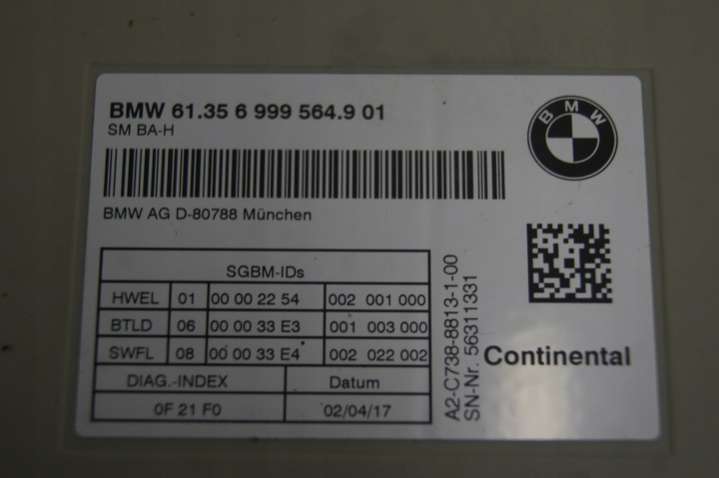 BMW 61.35 6 999 564.9 01
SM BA-H
BMW
BMW AG D-80788 München
SGBM-IDs
HWEL 01 00 00 22 54 002 001 000
BTLD 06 00 00 33 E3 001 003 000
SWFL 08 00 00 33 E4 002 022 002
DIAG.-INDEX Datum
0F 21 F0 02/04/17
A2-C738-8813-1-00
SN-Nr. 56311331
Continental